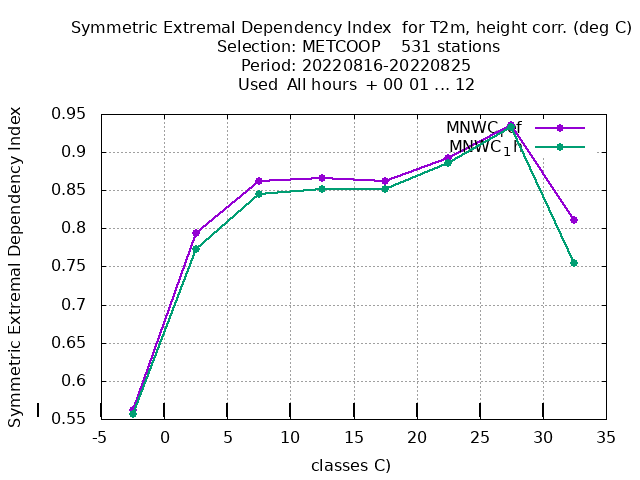 Symmetric Extremal Dependency Index for T2m, height corr. (deg C)
Selection: METCOOP 531 stations
Period: 20220816-20220825
Used All hours + 00 01 ... 12
Symmetric Extremal Dependency Index
0.95
0.9
0.85
0.8
0.75
0.7
0.65
0.6
0.55
-5 0 5 10 15 20 25 30 35
classes C)